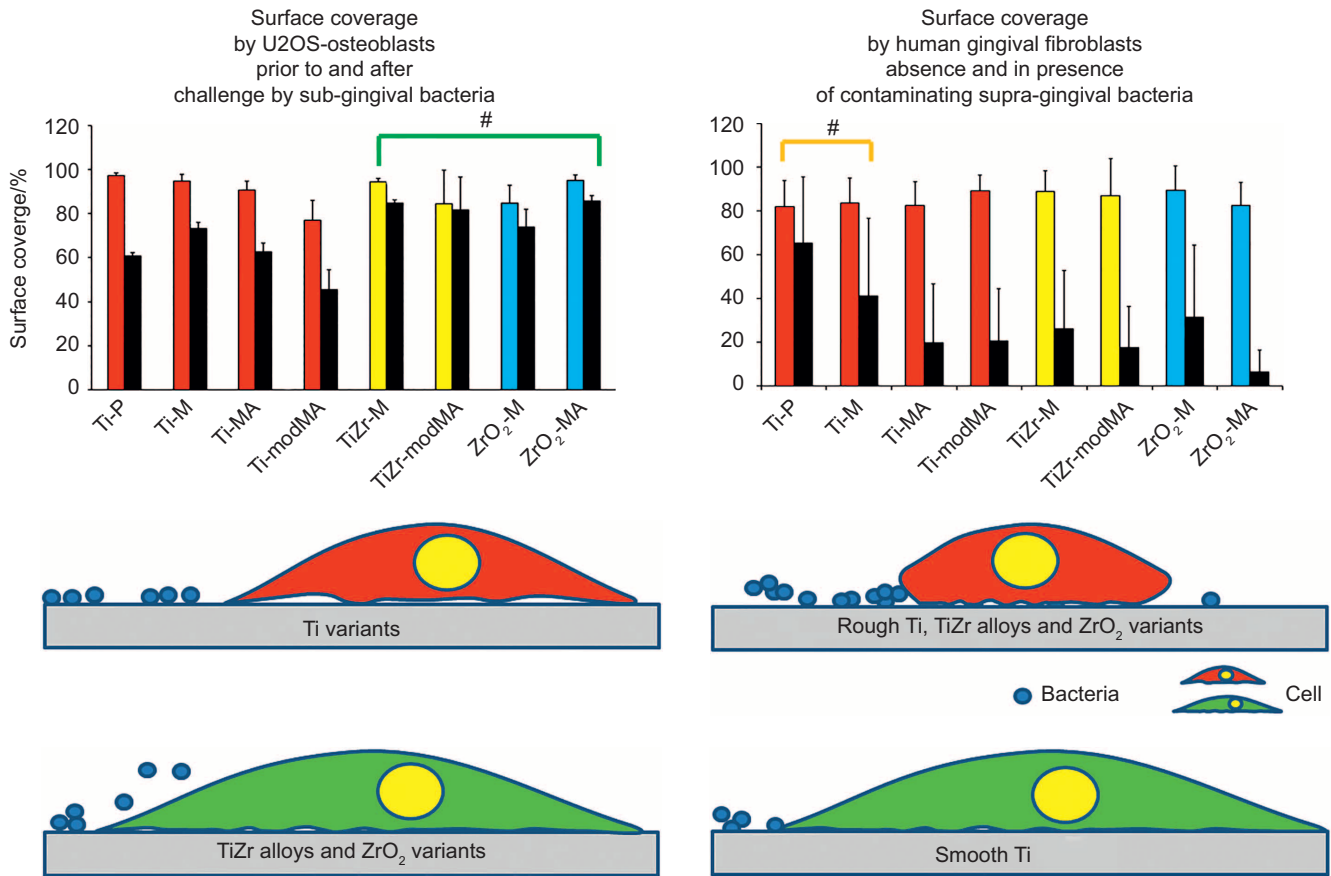 Surface coverage
by U2OS-osteoblasts
prior to and after
challenge by sub-gingival bacteria
#
120
100
80
60
40
20
0
Surface coverge/%
Ti-P
Ti-M
Ti-MA
Ti-modMA
TiZr-M
TiZr-modMA
ZrO₂-M
ZrO₂-MA
Surface coverage
by human gingival fibroblasts
absence and in presence
of contaminating supra-gingival bacteria
#
120
100
80
60
40
20
0
Ti-P
Ti-M
Ti-MA
Ti-modMA
TiZr-M
TiZr-modMA
ZrO₂-M
ZrO₂-MA
Ti variants
Rough Ti, TiZr alloys and ZrO₂ variants
Bacteria
Cell
TiZr alloys and ZrO₂ variants
Smooth Ti